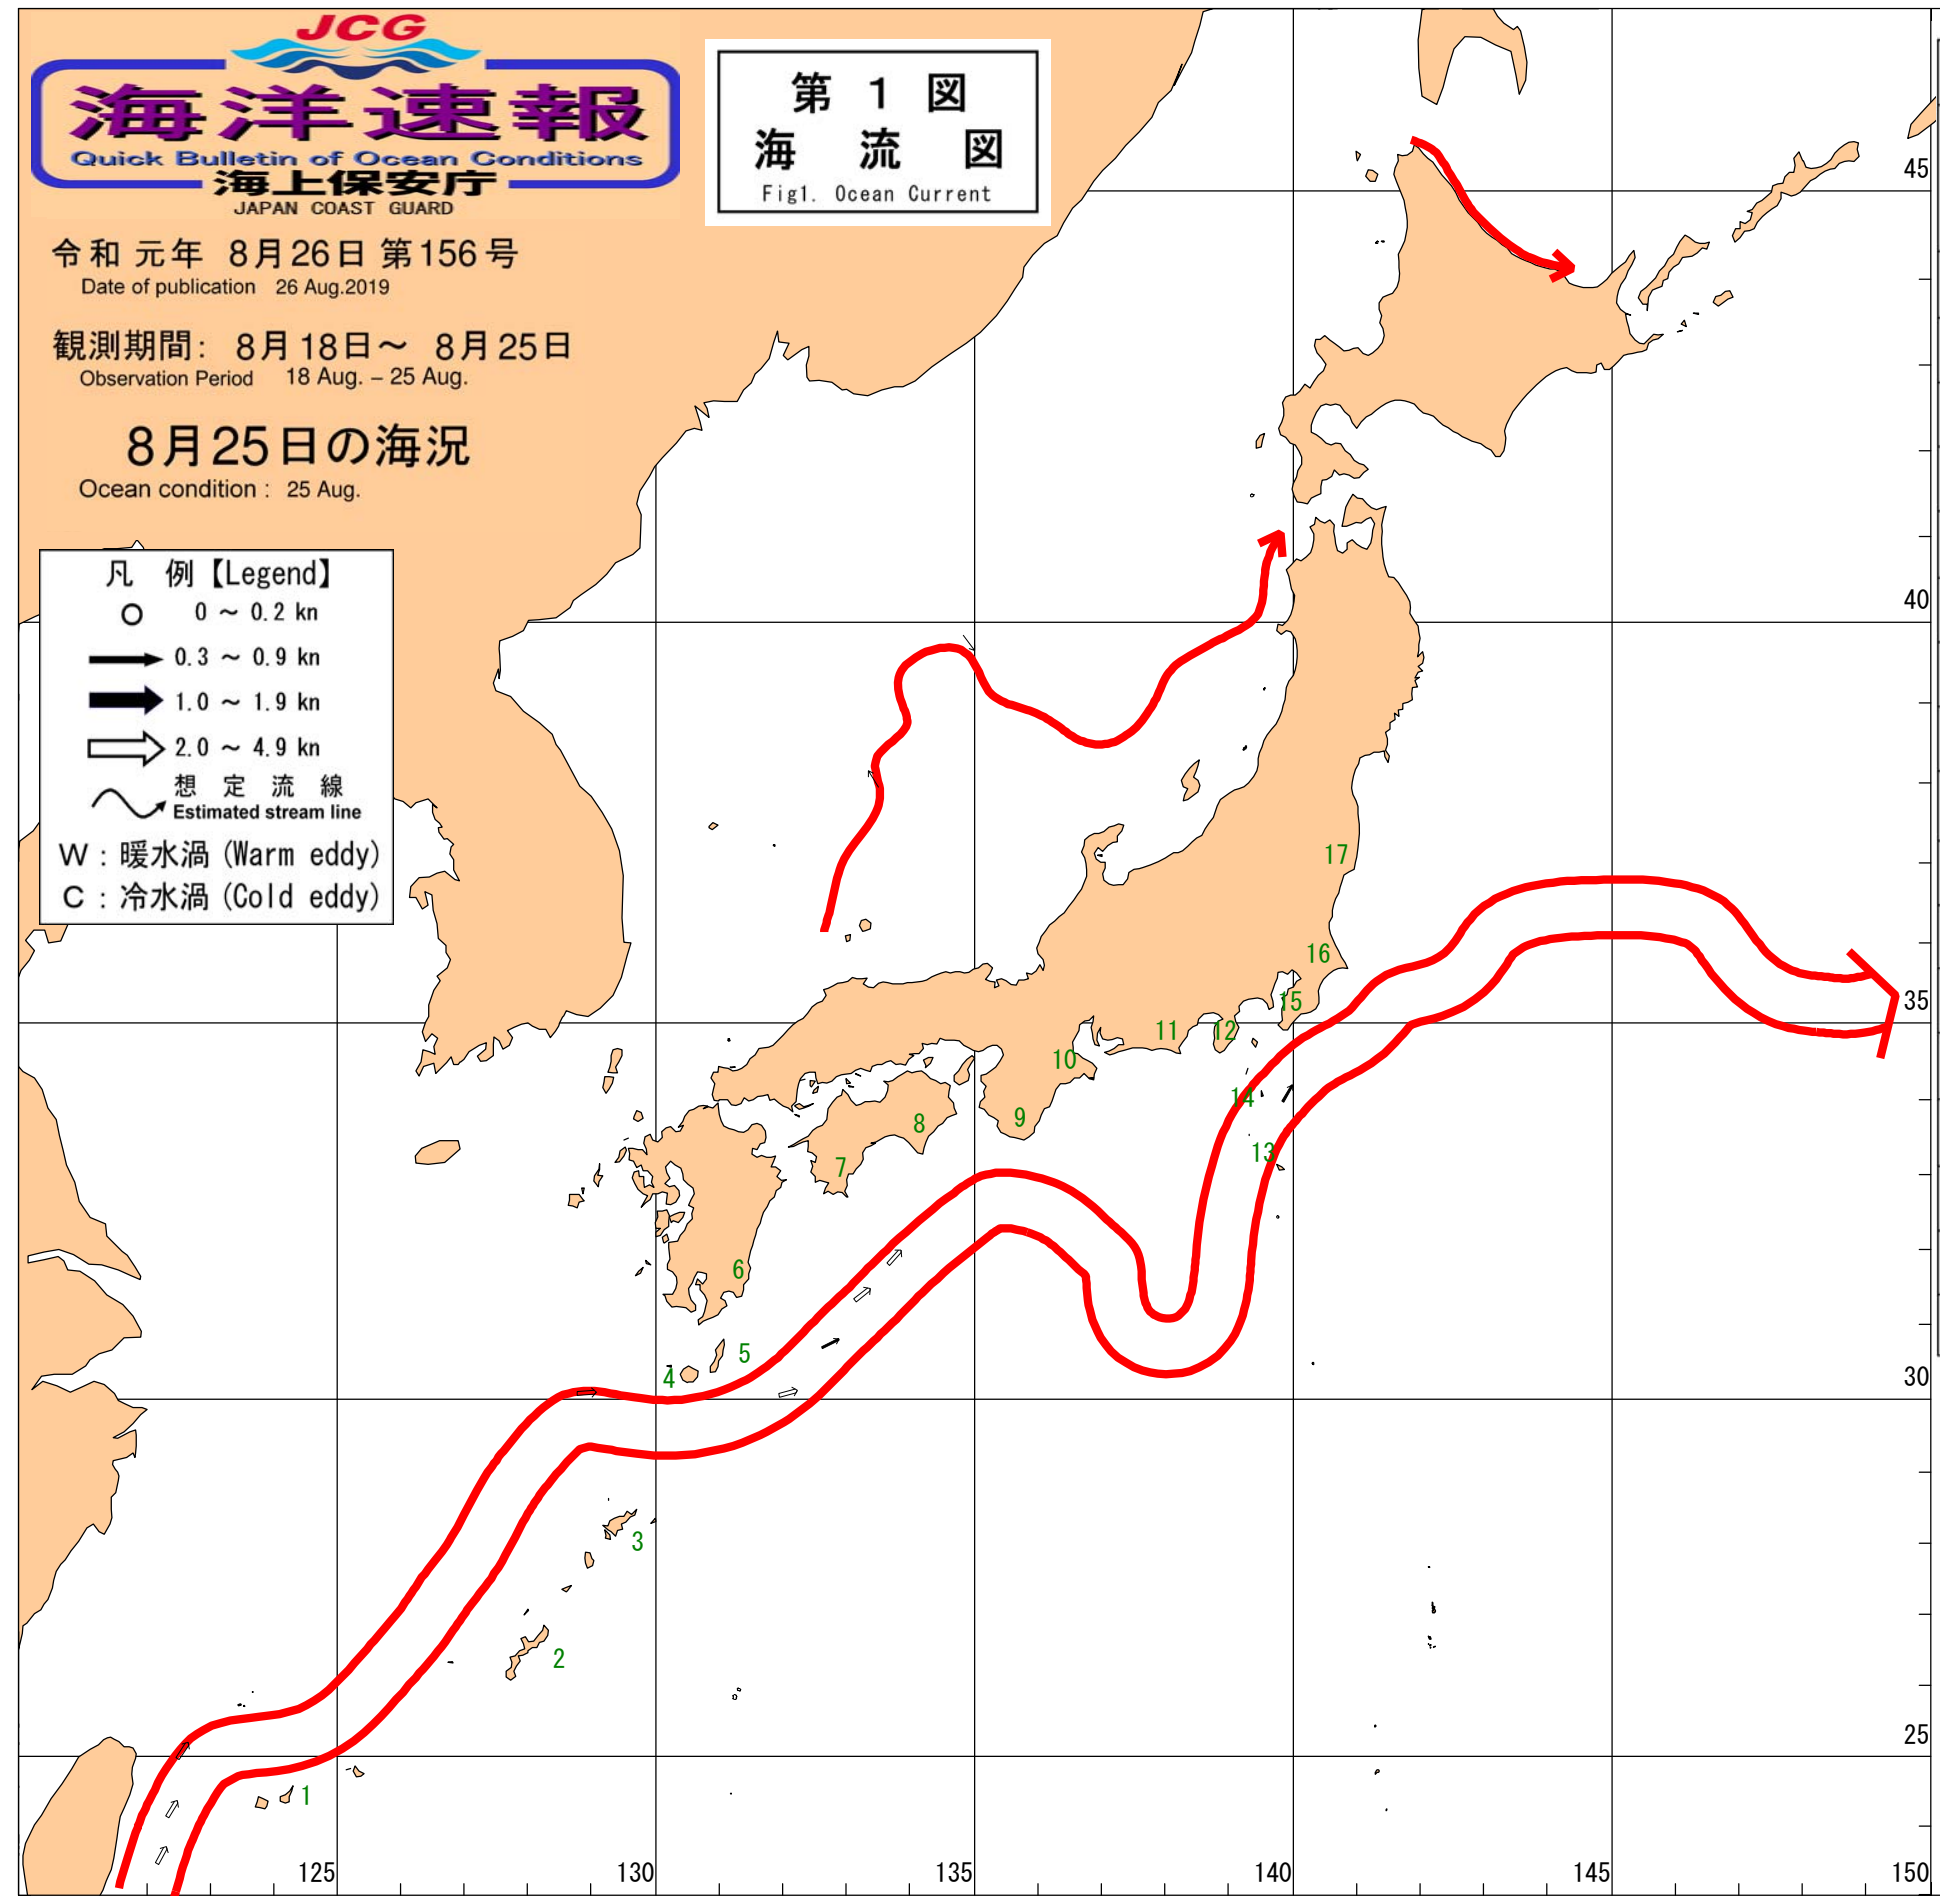 JCG
海洋速報
Quick Bulletin of Ocean Conditions
海上保安庁
JAPAN COAST GUARD
第 1 図
海 流 図
Fig1. Ocean Current
令和 元年 8月26日 第156号
Date of publication 26 Aug.2019
観測期間: 8月18日～ 8月25日
Observation Period 18 Aug. – 25 Aug.
8月25日の海況
Ocean condition : 25 Aug.
凡 例【Legend】
0 ～ 0.2 kn
0.3 ～ 0.9 kn
1.0 ～ 1.9 kn
2.0 ～ 4.9 kn
想 定 流 線
Estimated stream line
W : 暖水渦 (Warm eddy)
C : 冷水渦 (Cold eddy)
45
40
17
16
35
15
12
11
10
14
13
9
8
7
6
5
4
30
3
2
25
1
125
130
135
140
145
150